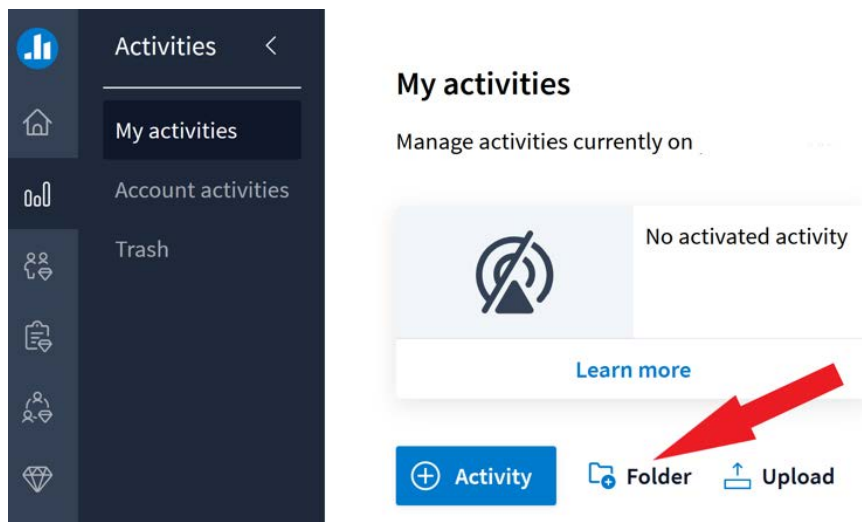 Activities
My activities
Account activities
Trash
My activities
Manage activities currently on
No activated activity
Learn more
Activity
Folder
Upload